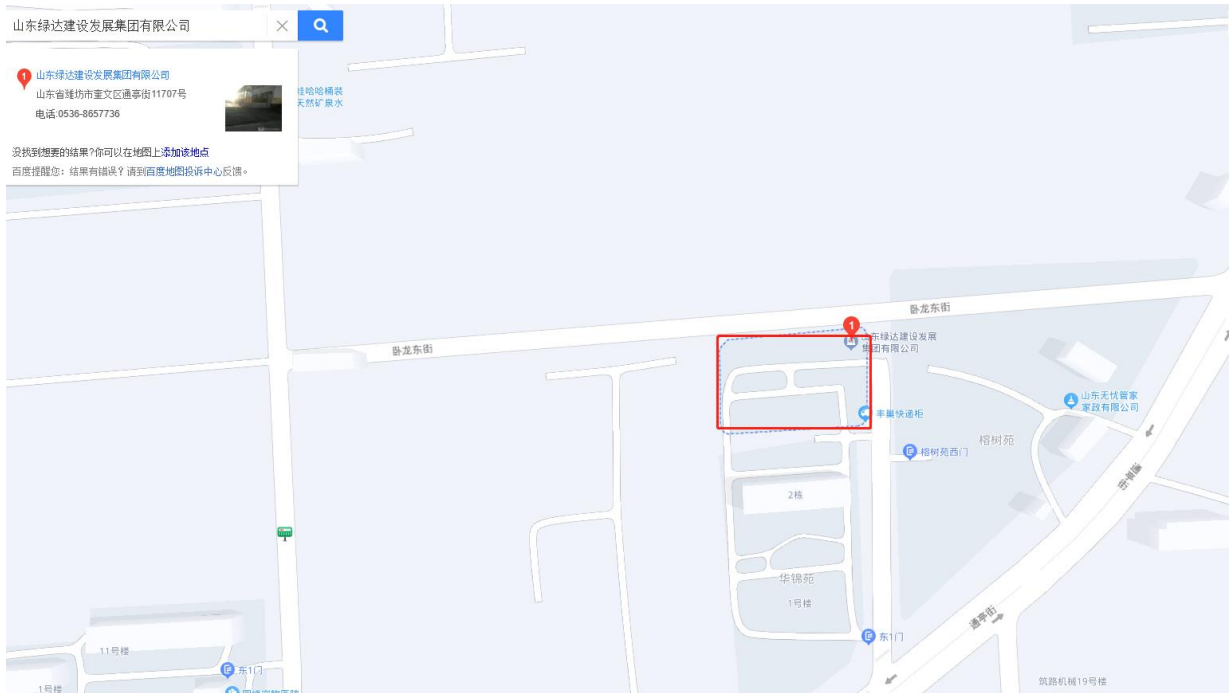 山东绿达建设发展集团有限公司
1
山东绿达建设发展集团有限公司
山东省潍坊市奎文区通亭街11707号
电话:0536-8657736
没找到想要的结果?你可以在地图上添加该地点
百度提醒您：结果有错误？请到百度地图投诉中心反馈。
娃哈哈桶装
天然矿泉水
卧龙东街
卧龙东街
1
山东绿达建设发展
集团有限公司
丰巢快递柜
山东无忧管家
家政有限公司
榕树苑
榕树苑西门
通亭街
2栋
华锦苑
1号楼
通亭街
东1门
11号楼
东1门
1号楼
筑路机械19号楼